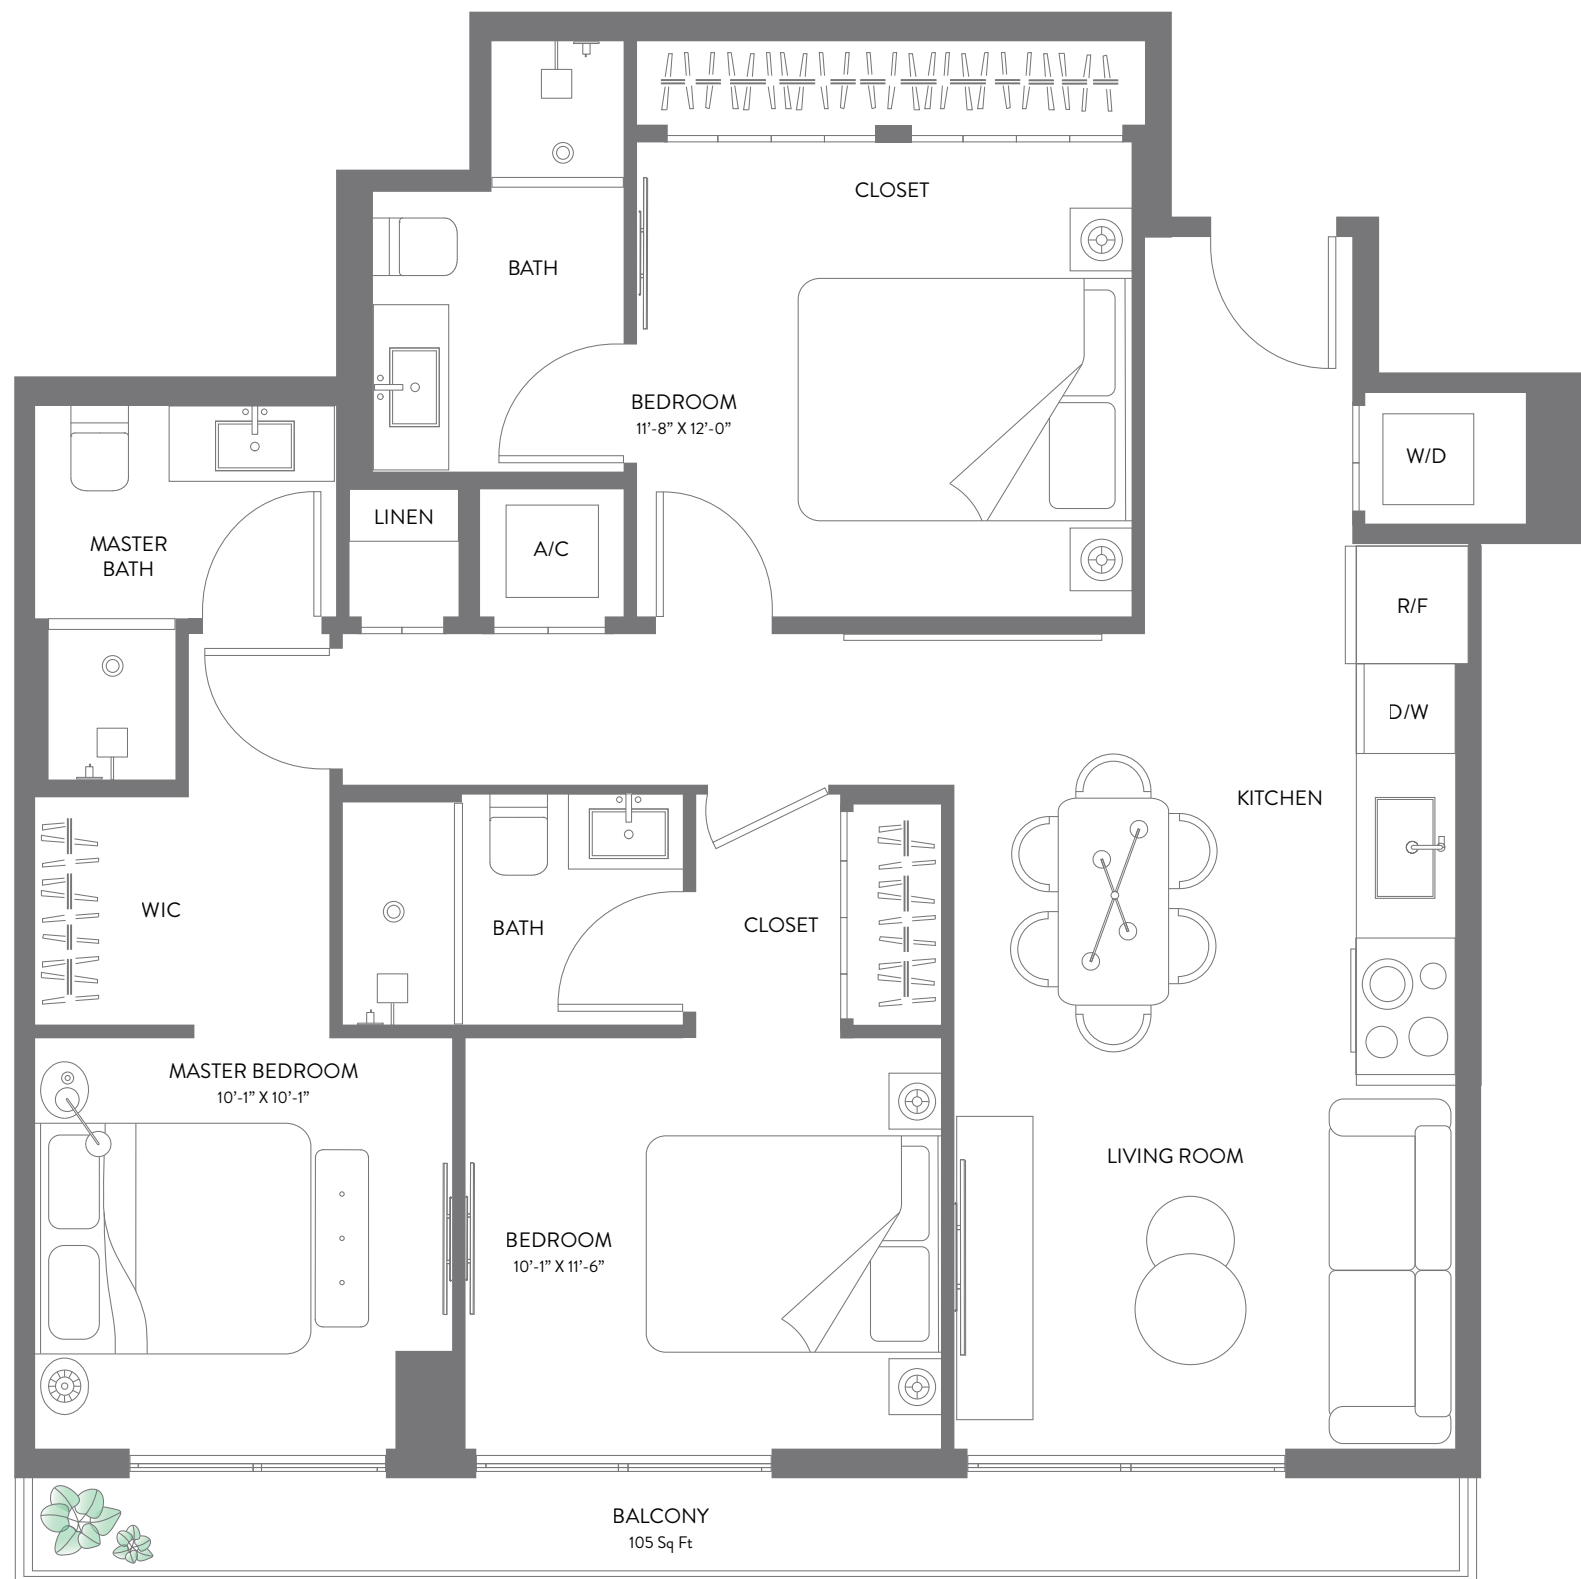 CLOSET
BATH
BEDROOM
11’-8” X 12’-0”
W/D
LINEN
A/C
MASTER
BATH
R/F
D/W
KITCHEN
WIC
BATH
CLOSET
MASTER BEDROOM
10’-1” X 10’-1”
LIVING ROOM
BEDROOM
10’-1” X 11’-6”
BALCONY
105 Sq Ft